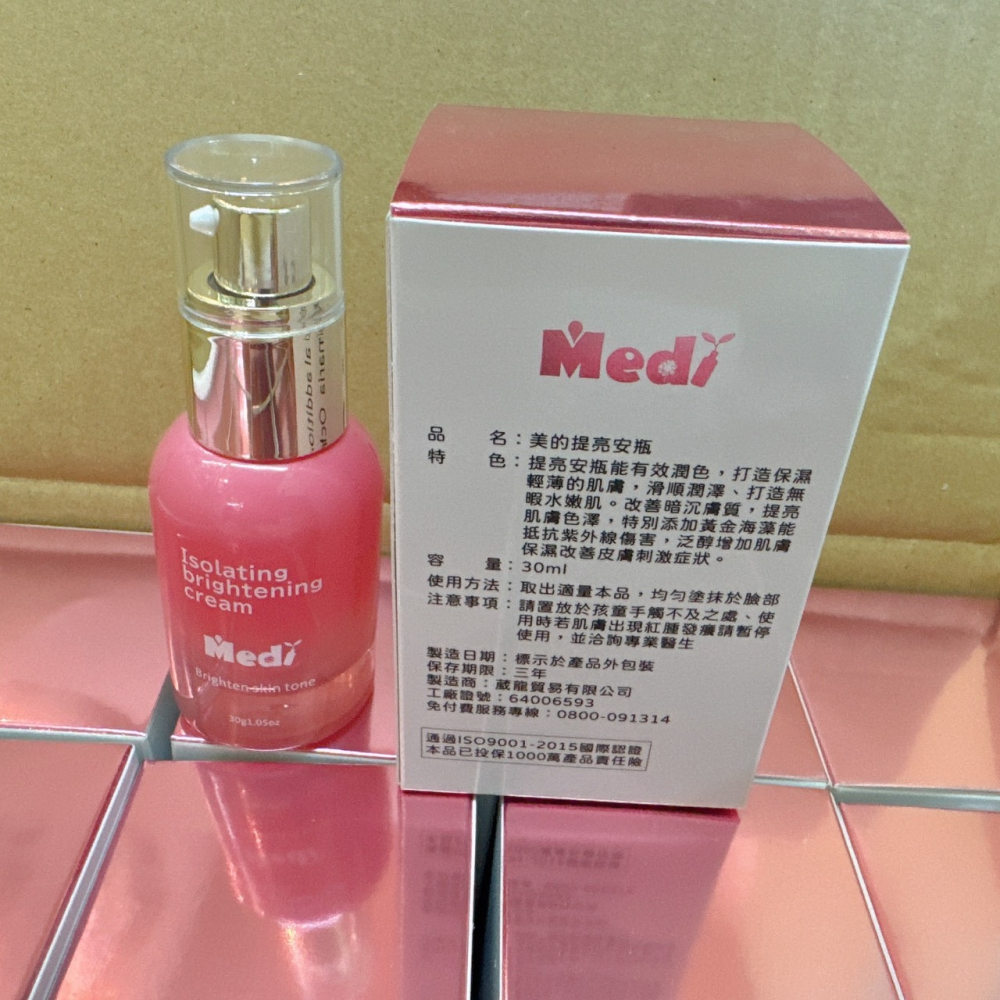 Isolating
brightening
cream
Medi
Brighten skin tone
30g1.05oz
Medi
品 名：美的提亮安瓶
特 色：提亮安瓶能有效潤色，打造保濕
輕薄的肌膚，滑順潤澤、打造無
暇水嫩肌。改善暗沉膚質，提亮
肌膚色澤，特別添加黃金海藻能
抵抗紫外線傷害，泛醇增加肌膚
保濕改善皮膚刺激症狀。
容 量：30ml
使用方法：取出適量本品，均勻塗抹於臉部
注意事項：請置放於孩童手觸不及之處、使
用時若肌膚出現紅腫發癢請暫停
使用，並洽詢專業醫生
製造日期：標示於產品外包裝
保存期限：三年
製造商：葳龍貿易有限公司
工廠證號：64006593
免付費服務專線：0800-091314
通過ISO9001-2015國際認證
本品已投保1000萬產品責任險